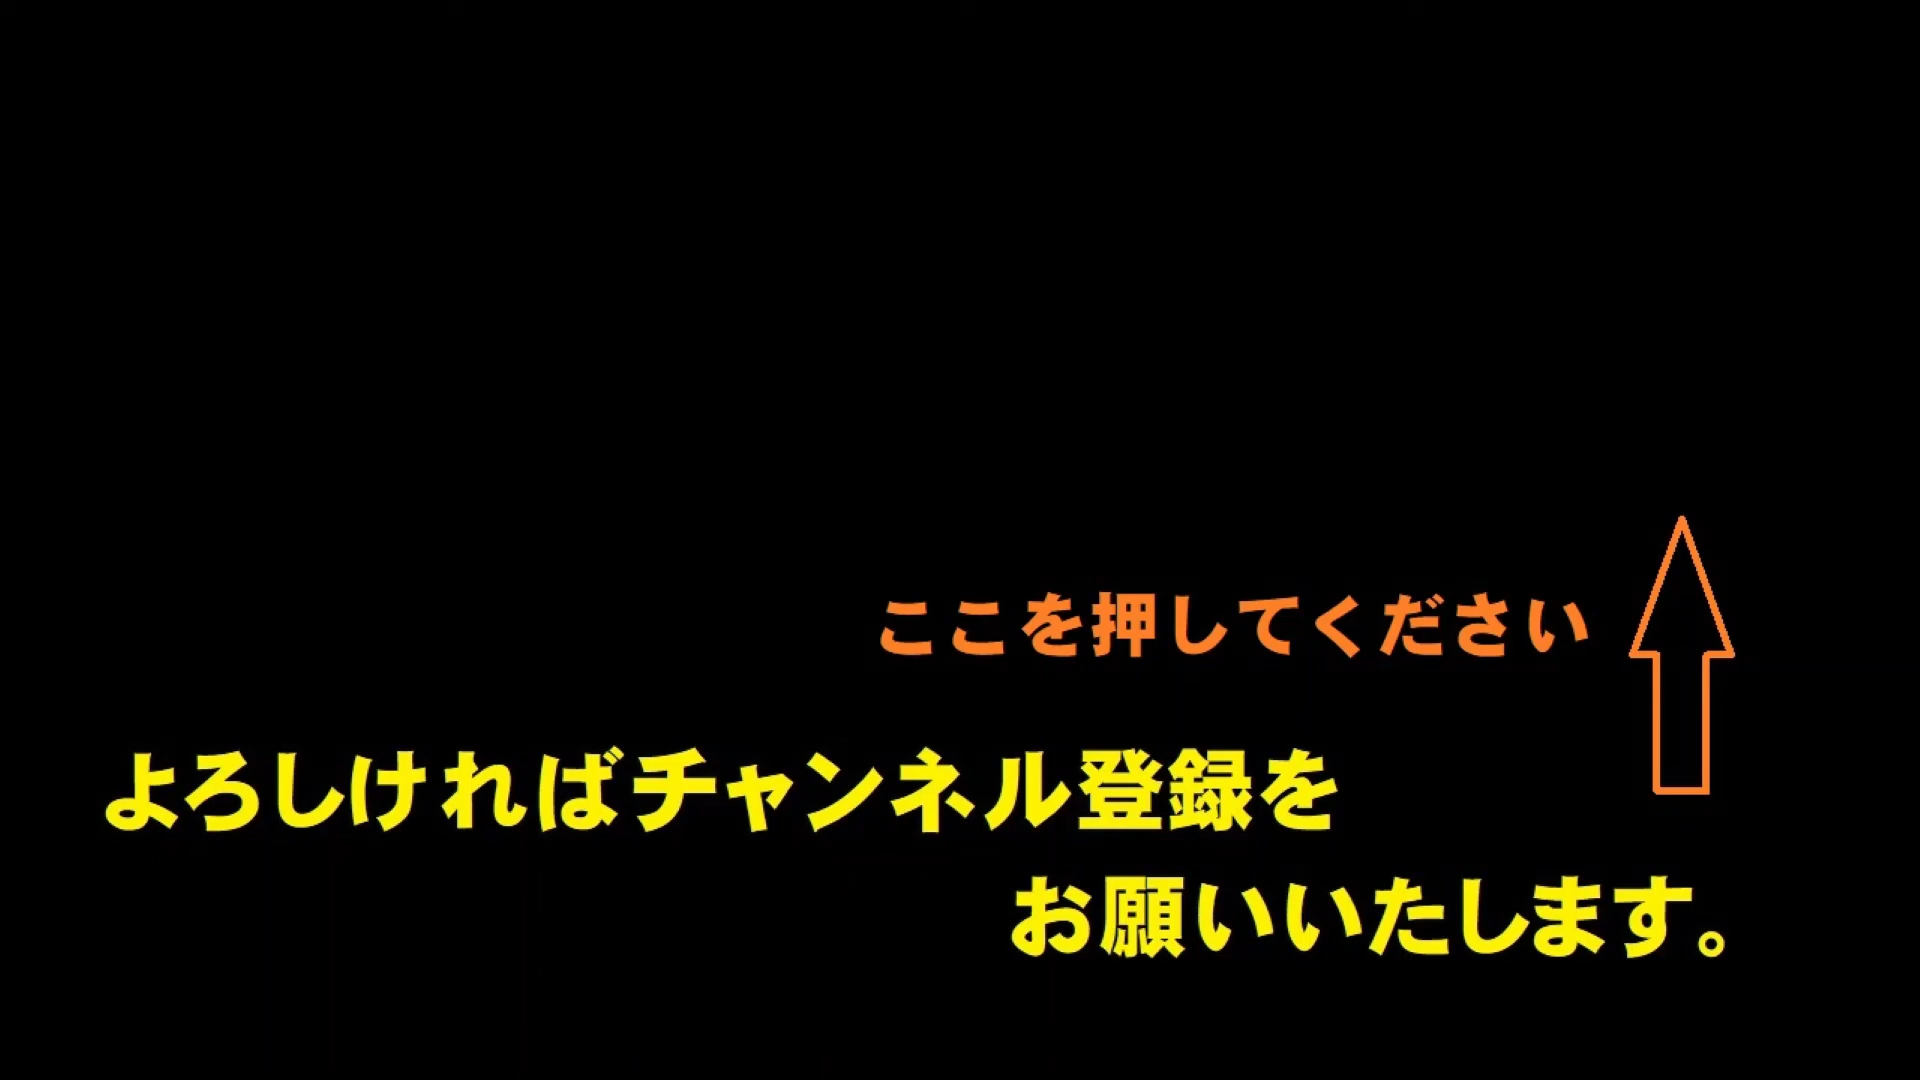 ここを押してください
よろしければチャンネル登録を
お願いいたします。